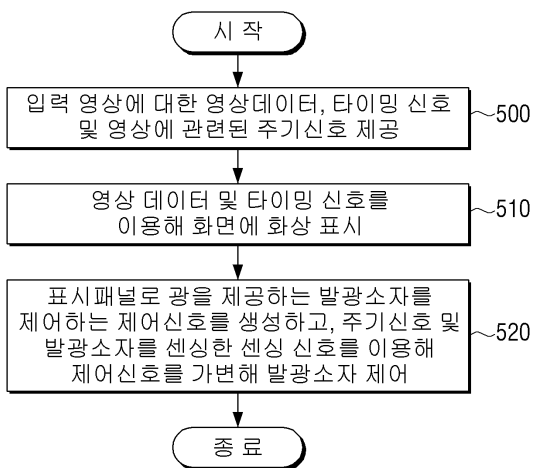 시 작
입력 영상에 대한 영상데이터, 타이밍 신호
및 영상에 관련된 주기신호 제공
500
영상 데이터 및 타이밍 신호를
이용해 화면에 화상 표시
510
표시패널로 광을 제공하는 발광소자를
제어하는 제어신호를 생성하고, 주기신호 및
발광소자를 센싱한 센싱 신호를 이용해
제어신호를 가변해 발광소자 제어
520
종 료